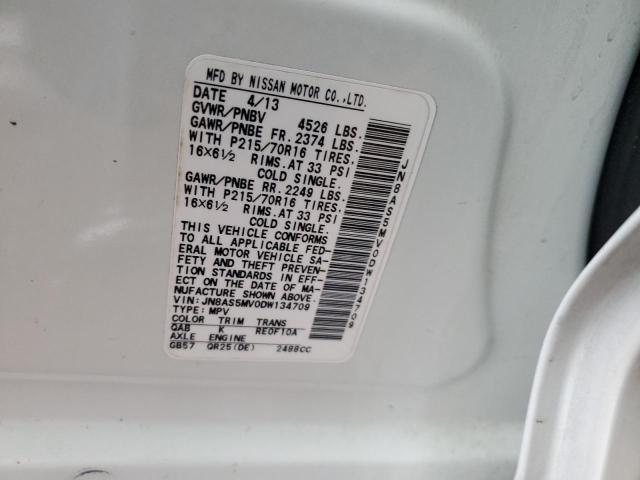 MFD BY NISSAN MOTOR CO.,LTD.
DATE 4/13
GVWR/PNBV 4526 LBS.
GAWR/PNBE FR. 2374 LBS.
WITH P215/70R16 TIRES.
16×6½ RIMS.AT 33 PSI
COLD SINGLE.
GAWR/PNBE RR. 2249 LBS.
WITH P215/70R16 TIRES.
16×6½ RIMS.AT 33 PSI
COLD SINGLE.
THIS VEHICLE CONFORMS
TO ALL APPLICABLE FED-
ERAL MOTOR VEHICLE SA-
FETY AND THEFT PREVEN-
TION STANDARDS IN EFF-
ECT ON THE DATE OF MA-
NUFACTURE SHOWN ABOVE.
VIN: JN8AS5MV0DW134709
TYPE: MPV
COLOR TRIM TRANS
QAB K RE0F10A
AXLE ENGINE
GB57 QR25(DE) 2488CC
JN8AS5MV0DW134709